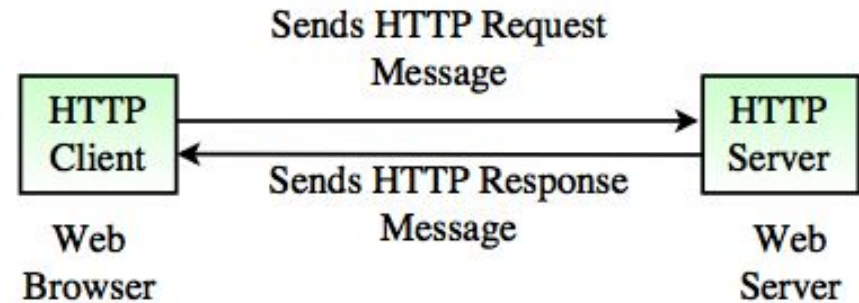 Sends HTTP Request
Message
HTTP
Client
HTTP
Server
Sends HTTP Response
Message
Web
Browser
Web
Server